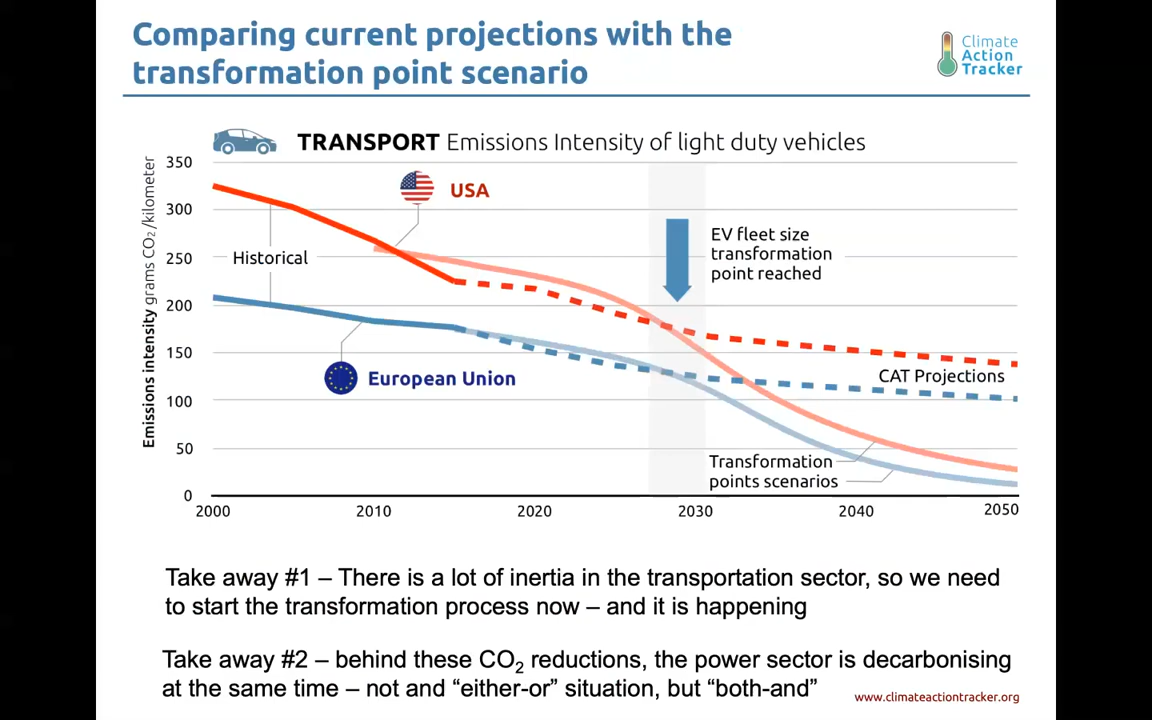 Comparing current projections with the
transformation point scenario
Climate
Action
Tracker
TRANSPORT Emissions Intensity of light duty vehicles
Emissions intensity grams CO₂/kilometer
350
300
250
200
150
100
50
0
USA
Historical
EV fleet size
transformation
point reached
European Union
CAT Projections
Transformation
points scenarios
2000
2010
2020
2030
2040
2050
Take away #1 – There is a lot of inertia in the transportation sector, so we need
to start the transformation process now – and it is happening
Take away #2 – behind these CO₂ reductions, the power sector is decarbonising
at the same time – not and “either-or” situation, but “both-and”
www.climateactiontracker.org